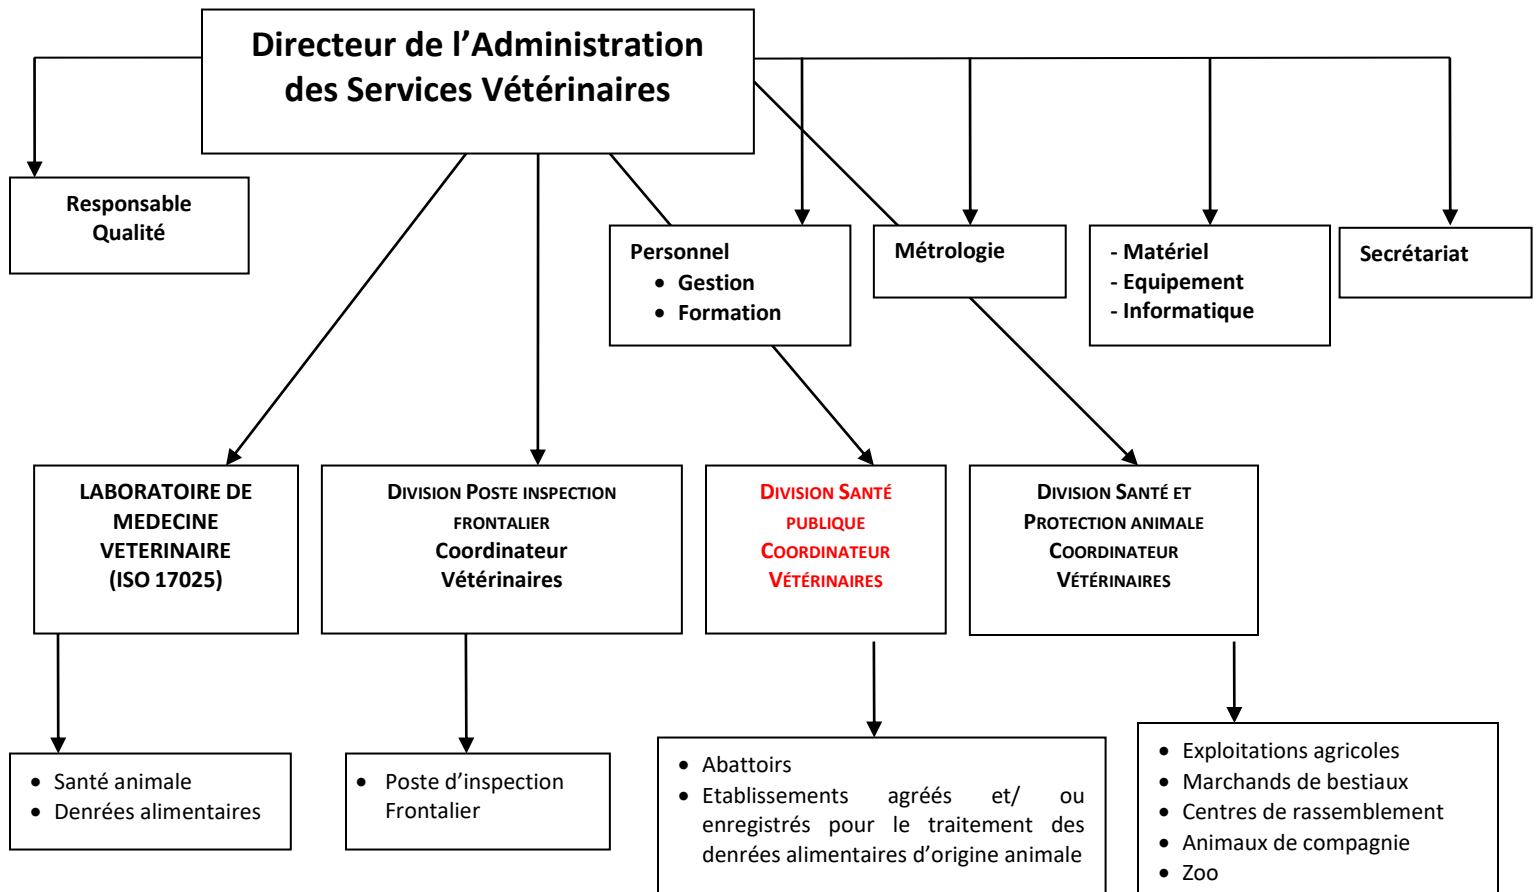 Directeur de l’Administration
des Services Vétérinaires
Responsable
Qualité
Personnel
• Gestion
• Formation
Métrologie
- Matériel
- Equipement
- Informatique
Secrétariat
LABORATOIRE DE
MEDECINE
VETERINAIRE
(ISO 17025)
DIVISION POSTE INSPECTION
FRONTALIER
Coordinateur
Vétérinaires
DIVISION SANTÉ
PUBLIQUE
COORDINATEUR
VÉTÉRINAIRES
DIVISION SANTÉ ET
PROTECTION ANIMALE
COORDINATEUR
VÉTÉRINAIRES
• Santé animale
• Denrées alimentaires
• Poste d’inspection
Frontalier
• Abattoirs
• Etablissements agréés et/ ou
enregistrés pour le traitement des
denrées alimentaires d’origine animale
• Exploitations agricoles
• Marchands de bestiaux
• Centres de rassemblement
• Animaux de compagnie
• Zoo